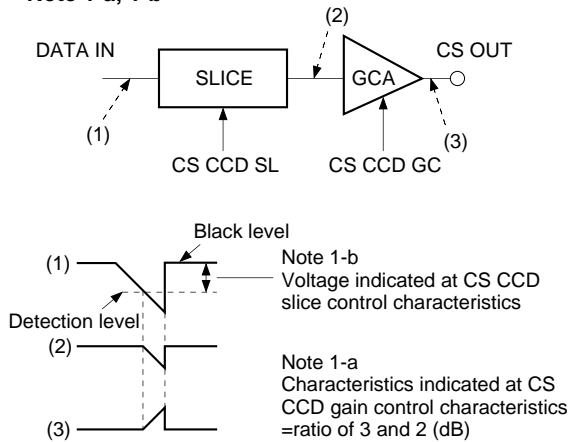 Note 1-a, 1-b
(2)
DATA IN
CS OUT
SLICE
GCA
(1)
(3)
CS CCD SL
CS CCD GC
Black level
(1)
Note 1-b
Voltage indicated at CS CCD
slice control characteristics
Detection level
(2)
Note 1-a
Characteristics indicated at CS
CCD gain control characteristics
=ratio of 3 and 2 (dB)
(3)